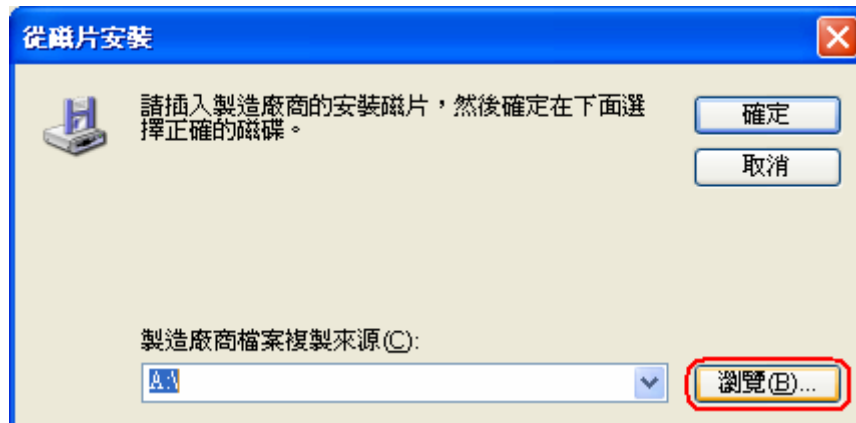 從磁片安裝
請插入製造廠商的安裝磁片，然後確定在下面選
擇正確的磁碟。
確定
取消
製造廠商檔案複製來源(C):
A:\
瀏覽(B)...